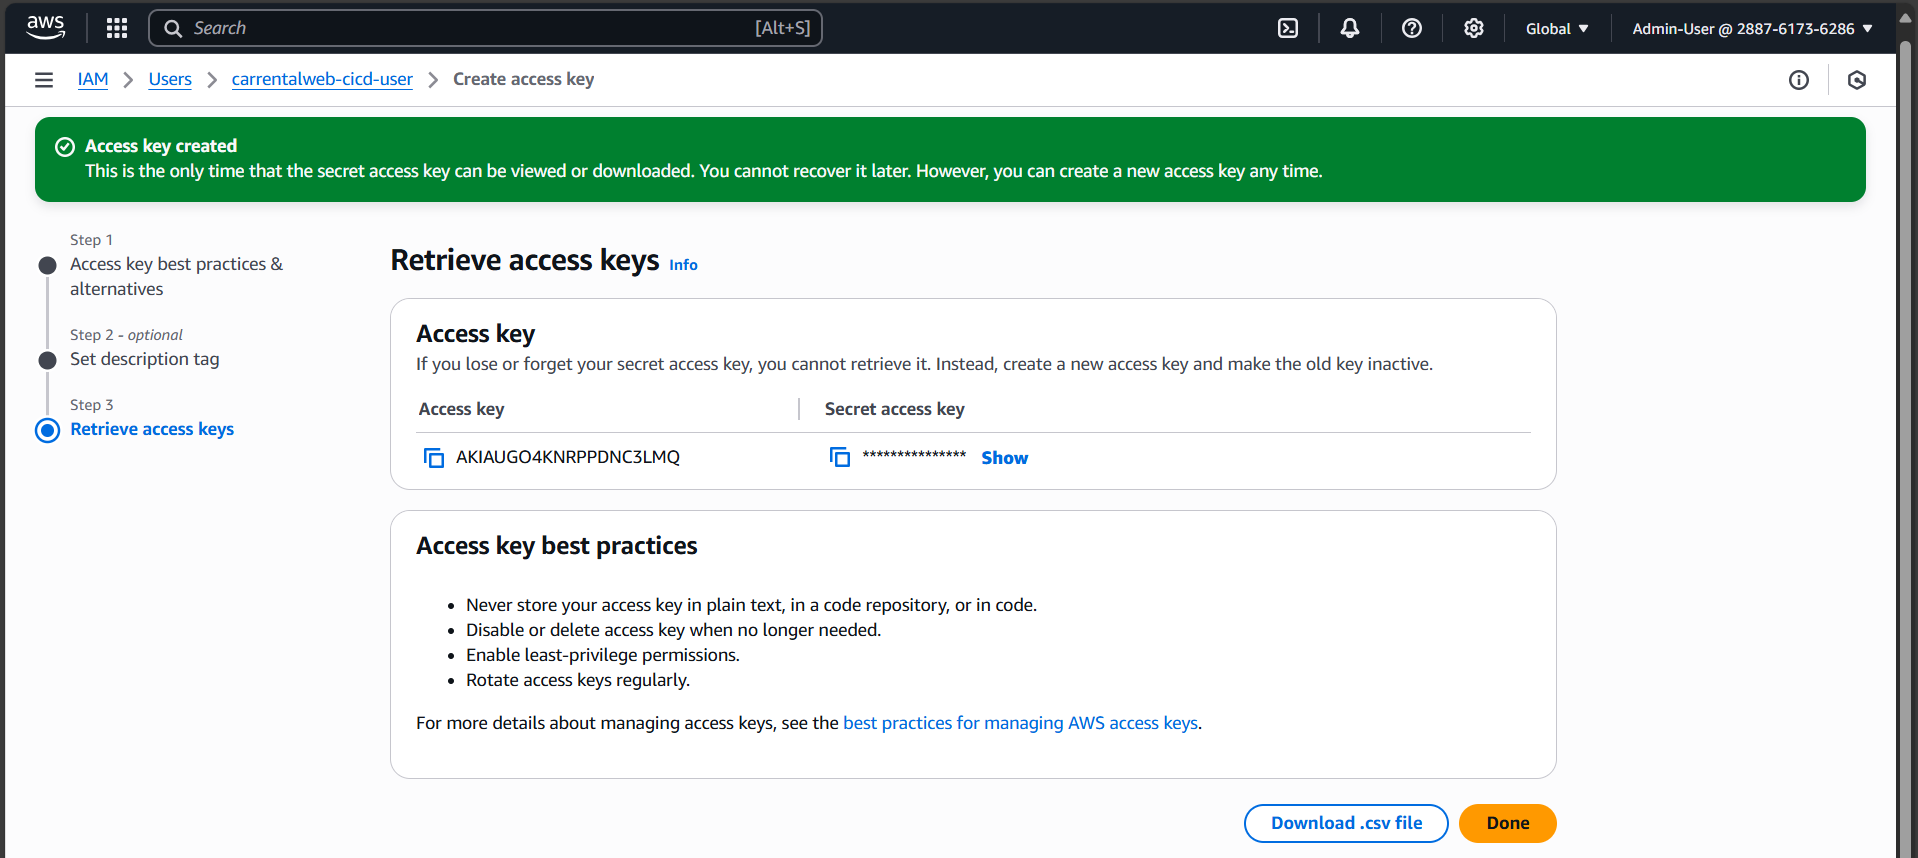 aws
Search [Alt+S]
Global
Admin-User @ 2887-6173-6286
IAM
Users
carrentalweb-cicd-user
Create access key
Access key created
This is the only time that the secret access key can be viewed or downloaded. You cannot recover it later. However, you can create a new access key any time.
Step 1
Access key best practices &
alternatives
Step 2 - optional
Set description tag
Step 3
Retrieve access keys
Retrieve access keys Info
Access key
If you lose or forget your secret access key, you cannot retrieve it. Instead, create a new access key and make the old key inactive.
Access key
Secret access key
AKIAUGO4KNRPPDNC3LMQ
*************** Show
Access key best practices
• Never store your access key in plain text, in a code repository, or in code.
• Disable or delete access key when no longer needed.
• Enable least-privilege permissions.
• Rotate access keys regularly.
For more details about managing access keys, see the best practices for managing AWS access keys.
Download .csv file
Done